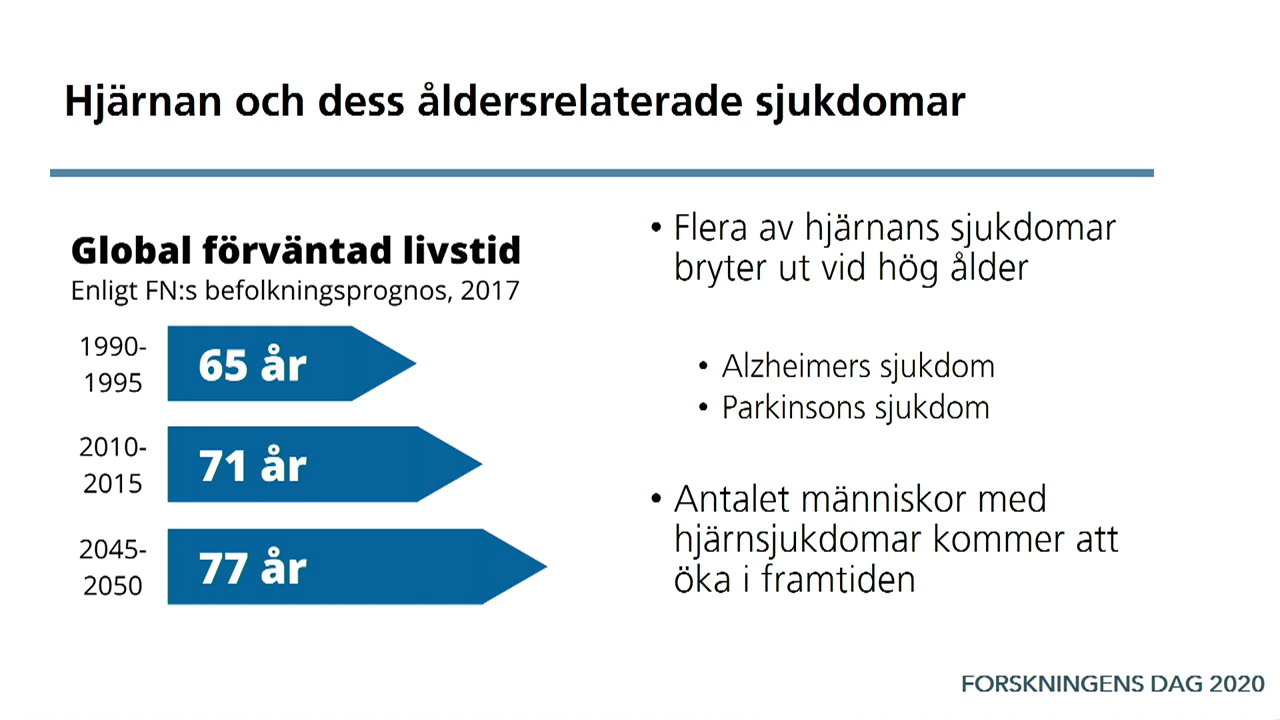 Hjärnan och dess åldersrelaterade sjukdomar
Global förväntad livstid
Enligt FN:s befolkningsprognos, 2017
1990-
1995
65 år
2010-
2015
71 år
2045-
2050
77 år
• Flera av hjärnans sjukdomar
bryter ut vid hög ålder
• Alzheimers sjukdom
• Parkinsons sjukdom
• Antalet människor med
hjärnsjukdomar kommer att
öka i framtiden
FORSKNINGENS DAG 2020